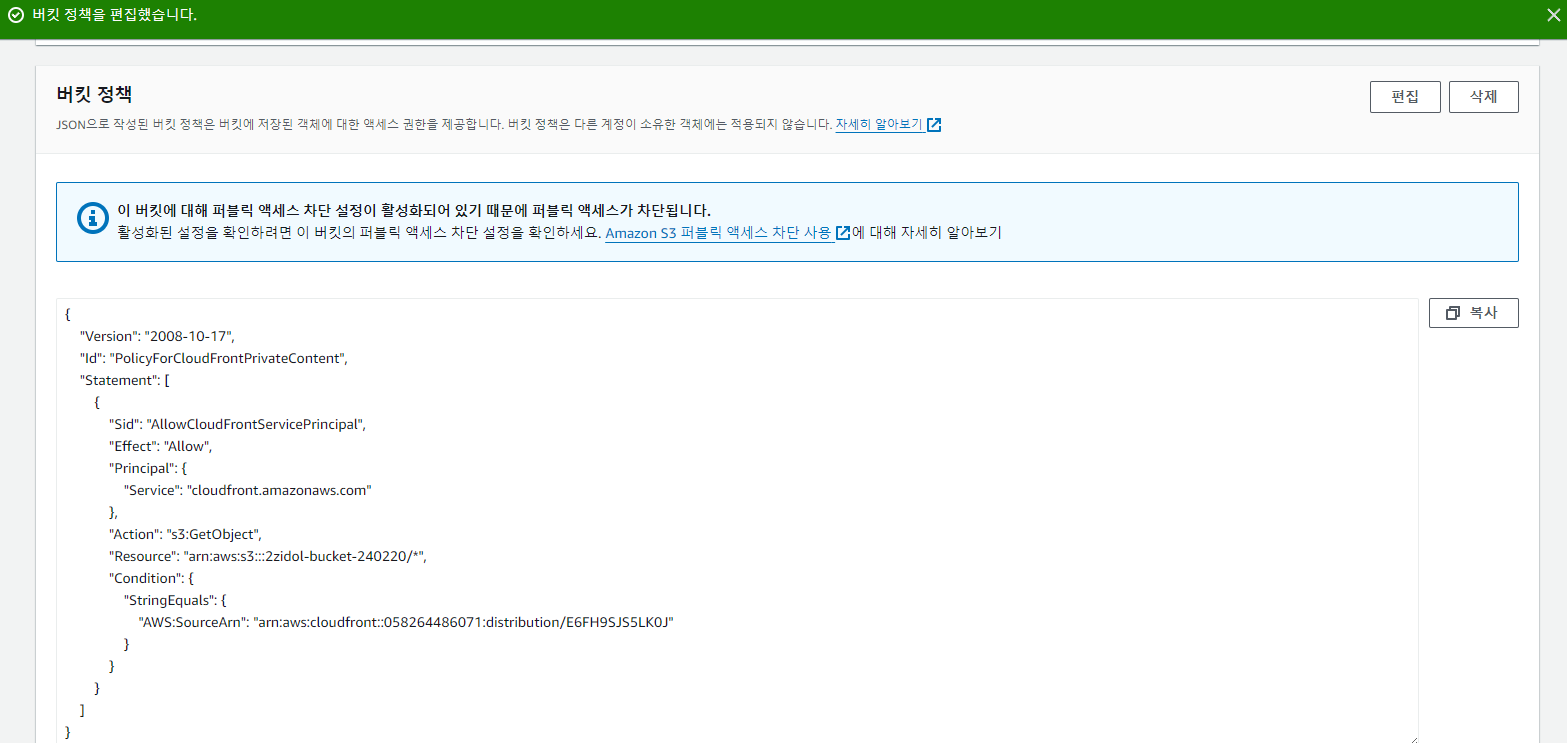 버킷 정책을 편집했습니다.
버킷 정책
편집
삭제
JSON으로 작성된 버킷 정책은 버킷에 저장된 객체에 대한 액세스 권한을 제공합니다. 버킷 정책은 다른 계정이 소유한 객체에는 적용되지 않습니다. 자세히 알아보기
이 버킷에 대해 퍼블릭 액세스 차단 설정이 활성화되어 있기 때문에 퍼블릭 액세스가 차단됩니다.
활성화된 설정을 확인하려면 이 버킷의 퍼블릭 액세스 차단 설정을 확인하세요. Amazon S3 퍼블릭 액세스 차단 사용에 대해 자세히 알아보기
복사
{
"Version": "2008-10-17",
"Id": "PolicyForCloudFrontPrivateContent",
"Statement": [
{
"Sid": "AllowCloudFrontServicePrincipal",
"Effect": "Allow",
"Principal": {
"Service": "cloudfront.amazonaws.com"
},
"Action": "s3:GetObject",
"Resource": "arn:aws:s3:::2zidol-bucket-240220/*",
"Condition": {
"StringEquals": {
"AWS:SourceArn": "arn:aws:cloudfront::058264486071:distribution/E6FH9SJS5LK0J"
}
}
}
]
}